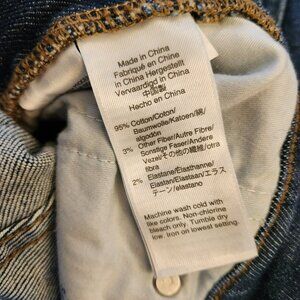 Made in China
Fabriqué en China
in China Hergestellt
Vervaardigd in China
中国製
Hecho en China
95% Cotton/Coton/
Baumwolle/Katoen/綿/
algodón
3% Other Fiber/Autre Fibre/
Sonstige Faser/Andere
Vezel/その他の繊維/otra
fibra
2% Elastane/Élasthanne/
Elastan/Elastaan/エラス
テーン/elastano
Machine wash cold with
like colors. Non-chlorine
bleach only. Tumble dry
low. Iron on lowest setting.